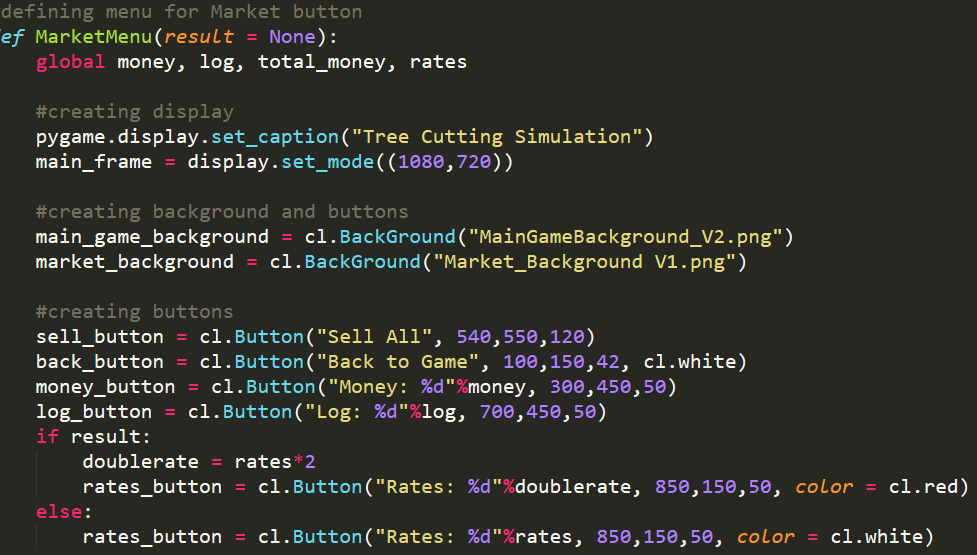 defining menu for Market button
ef MarketMenu(result = None):
global money, log, total_money, rates
#creating display
pygame.display.set_caption("Tree Cutting Simulation")
main_frame = display.set_mode((1080,720))
#creating background and buttons
main_game_background = cl.BackGround("MainGameBackground_V2.png")
market_background = cl.BackGround("Market_Background V1.png")
#creating buttons
sell_button = cl.Button("Sell All", 540,550,120)
back_button = cl.Button("Back to Game", 100,150,42, cl.white)
money_button = cl.Button("Money: %d"%money, 300,450,50)
log_button = cl.Button("Log: %d"%log, 700,450,50)
if result:
doublerate = rates*2
rates_button = cl.Button("Rates: %d"%doublerate, 850,150,50, color = cl.red)
else:
rates_button = cl.Button("Rates: %d"%rates, 850,150,50, color = cl.white)